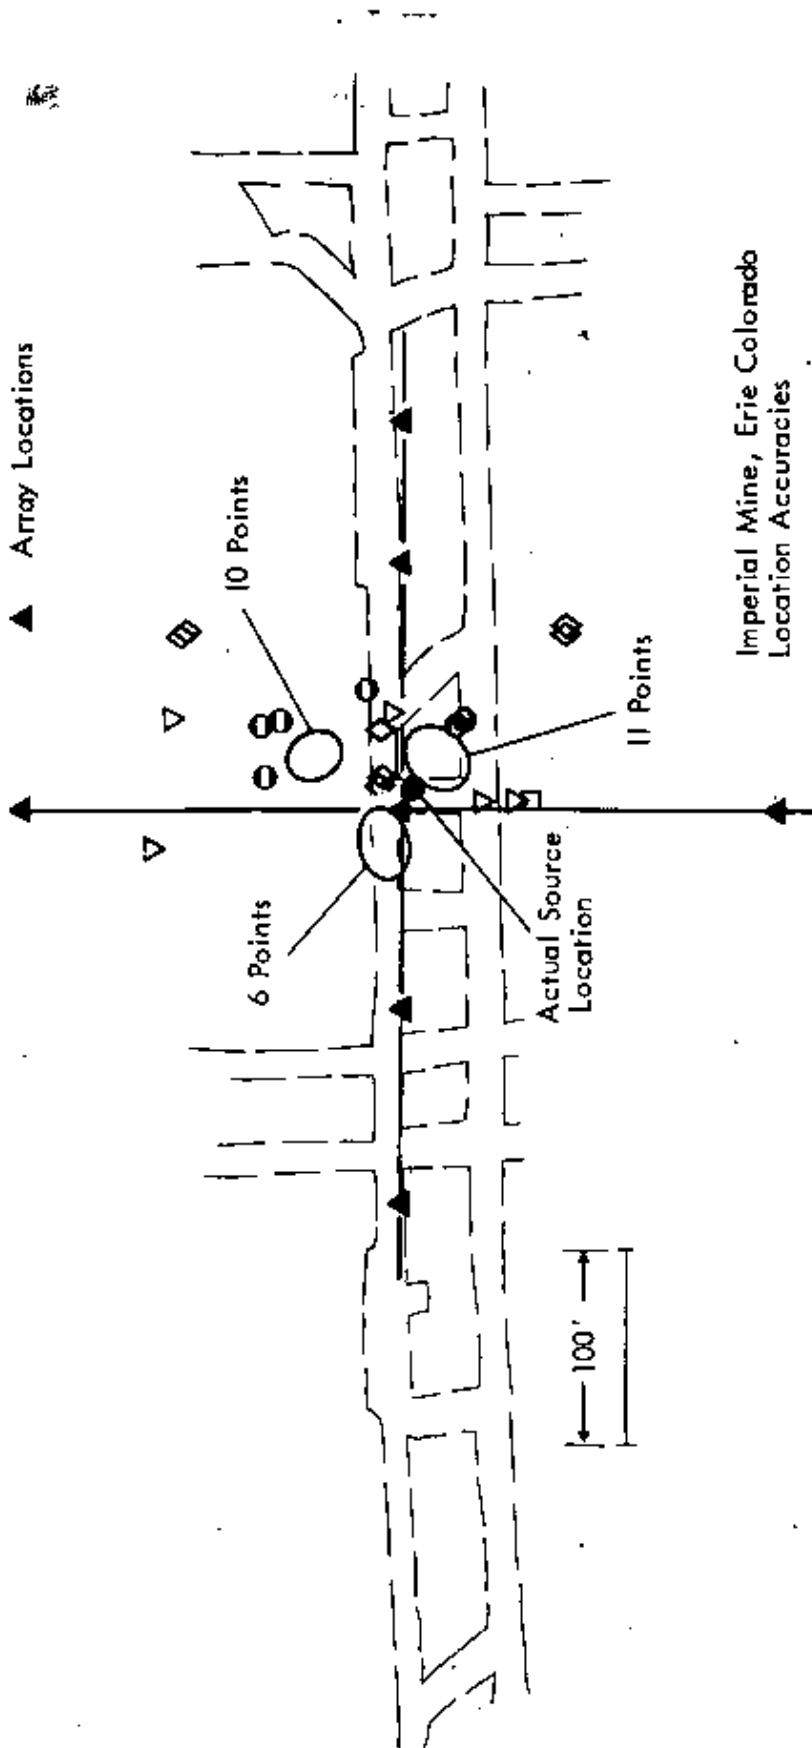 ▲ Array Locations
10 Points
6 Points
11 Points
Actual Source
Location
100'
Imperial Mine, Erie Colorado
Location Accuracies